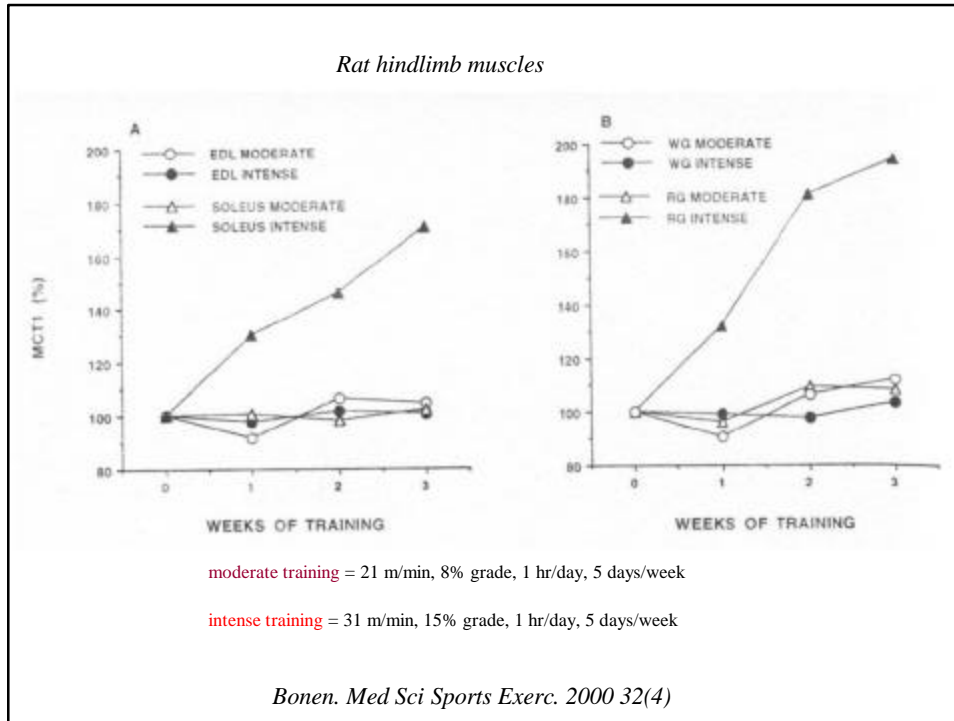 Rat hindlimb muscles
A
EDL MODERATE
EDL INTENSE
SOLEUS MODERATE
SOLEUS INTENSE
MCT1 (%)
200
180
160
140
120
100
80
0 1 2 3
WEEKS OF TRAINING
B
WG MODERATE
WG INTENSE
RG MODERATE
RG INTENSE
200
180
160
140
120
100
80
0 1 2 3
WEEKS OF TRAINING
moderate training = 21 m/min, 8% grade, 1 hr/day, 5 days/week
intense training = 31 m/min, 15% grade, 1 hr/day, 5 days/week
Bonen. Med Sci Sports Exerc. 2000 32(4)